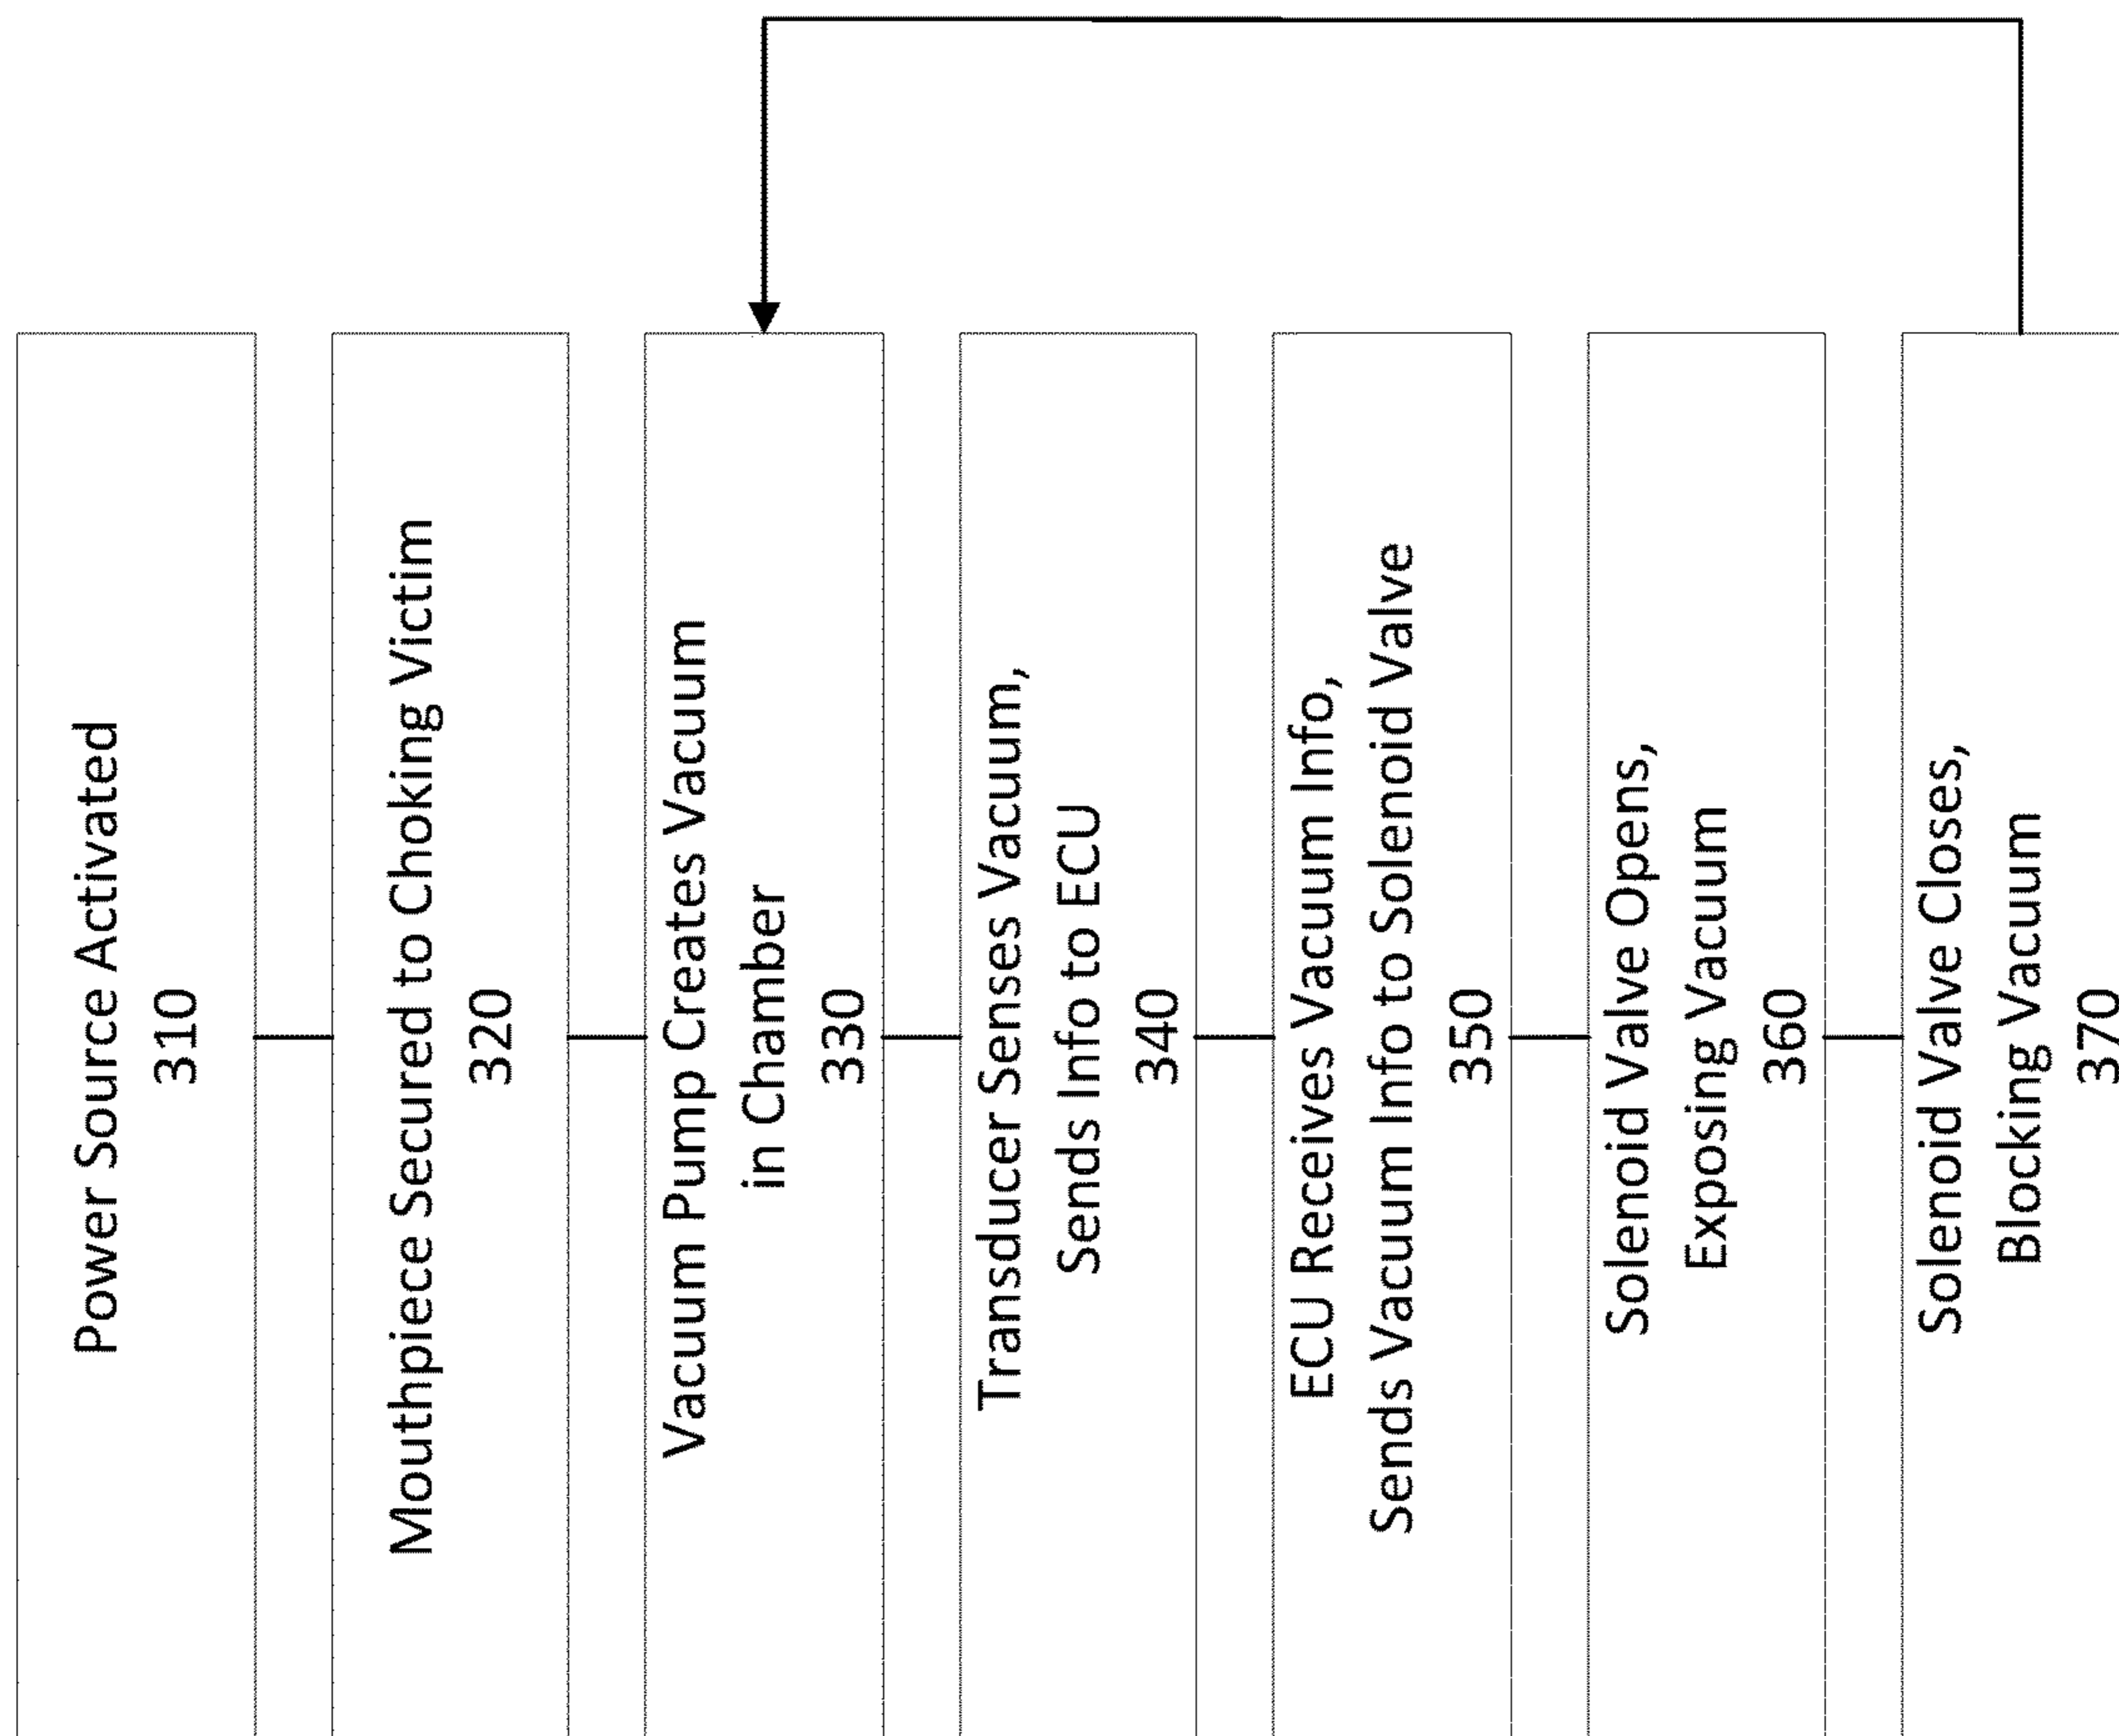 Power Source Activated
310
Mouthpiece Secured to Choking Victim
320
Vacuum Pump Creates Vacuum
in Chamber
330
Transducer Senses Vacuum,
Sends Info to ECU
340
ECU Receives Vacuum Info,
Sends Vacuum Info to Solenoid Valve
350
Solenoid Valve Opens,
Exposing Vacuum
360
Solenoid Valve Closes,
Blocking Vacuum
370